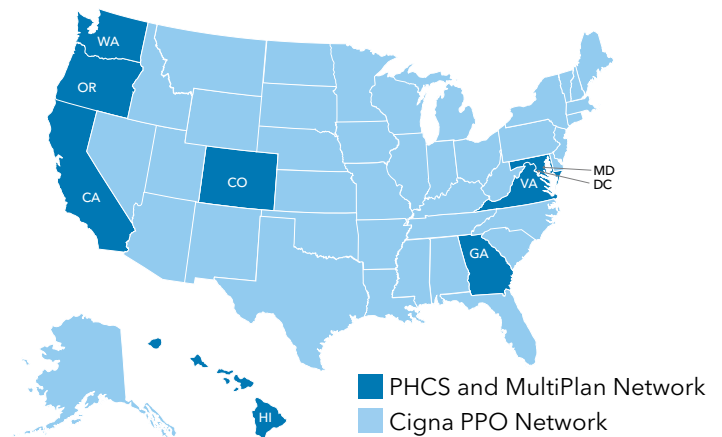 WA
OR
CA
CO
MD
VA
DC
GA
HI
PHCS and MultiPlan Network
Cigna PPO Network